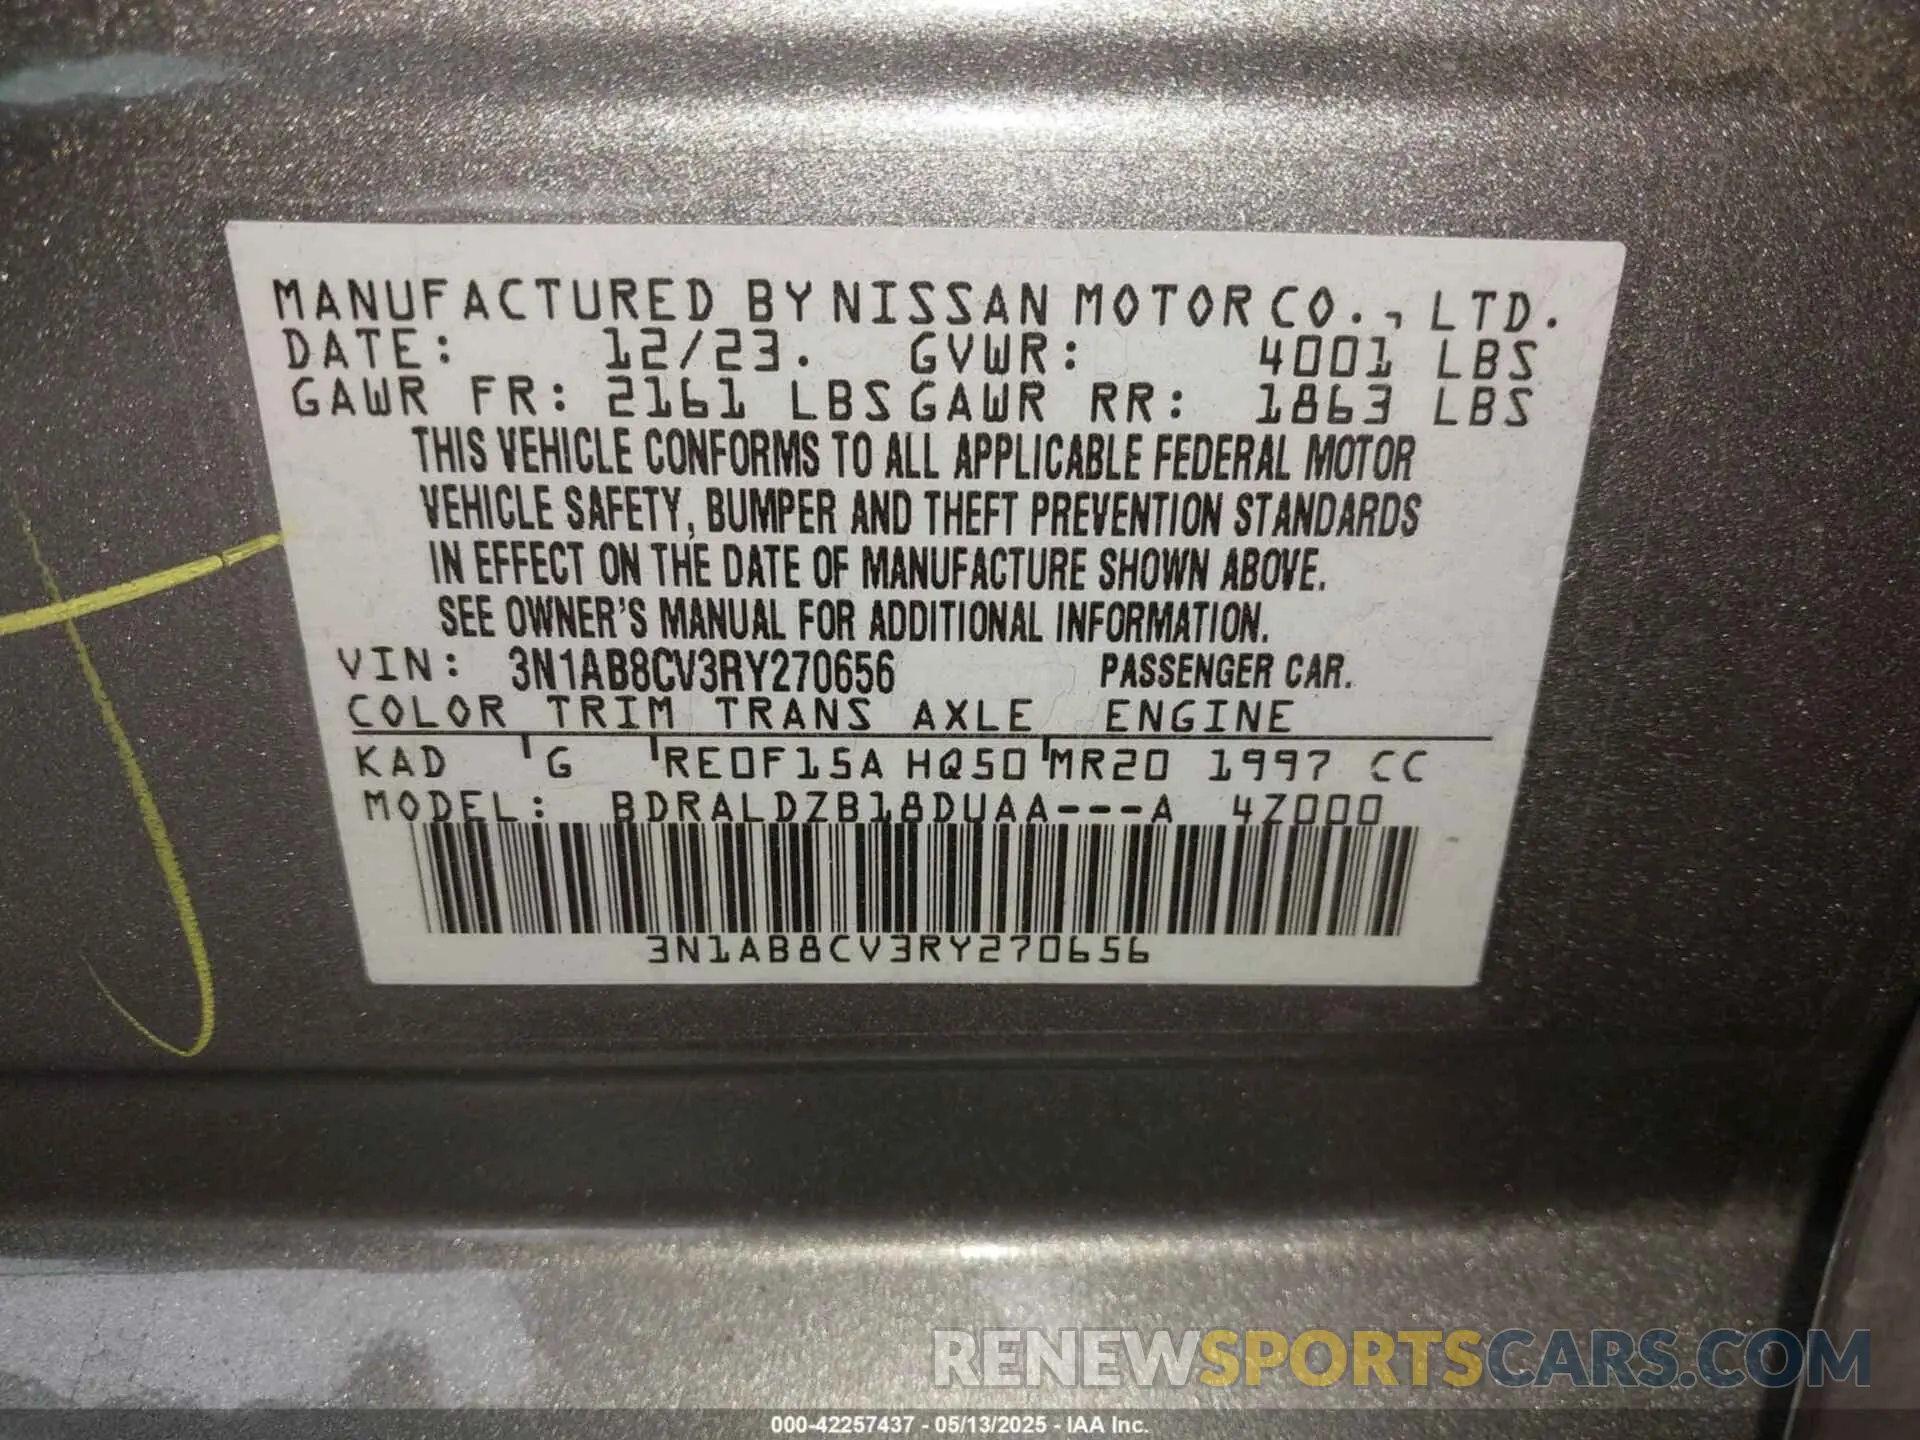 MANUFACTURED BY NISSAN MOTOR CO., LTD.
DATE: 12/23. GVWR: 4001 LBS
GAWR FR: 2161 LBS GAWR RR: 1863 LBS
THIS VEHICLE CONFORMS TO ALL APPLICABLE FEDERAL MOTOR
VEHICLE SAFETY, BUMPER AND THEFT PREVENTION STANDARDS
IN EFFECT ON THE DATE OF MANUFACTURE SHOWN ABOVE.
SEE OWNER'S MANUAL FOR ADDITIONAL INFORMATION.
VIN: 3N1AB8CV3RY270656 PASSENGER CAR.
COLOR TRIM TRANS AXLE ENGINE
KAD G RE0F15A HQ50 MR20 1997 CC
MODEL: BDRALDZB18DUAA---A 4Z000
3N1AB8CV3RY270656
RENEWSPORTSCARS.COM
000-42257437 - 05/13/2025 - IAA Inc.